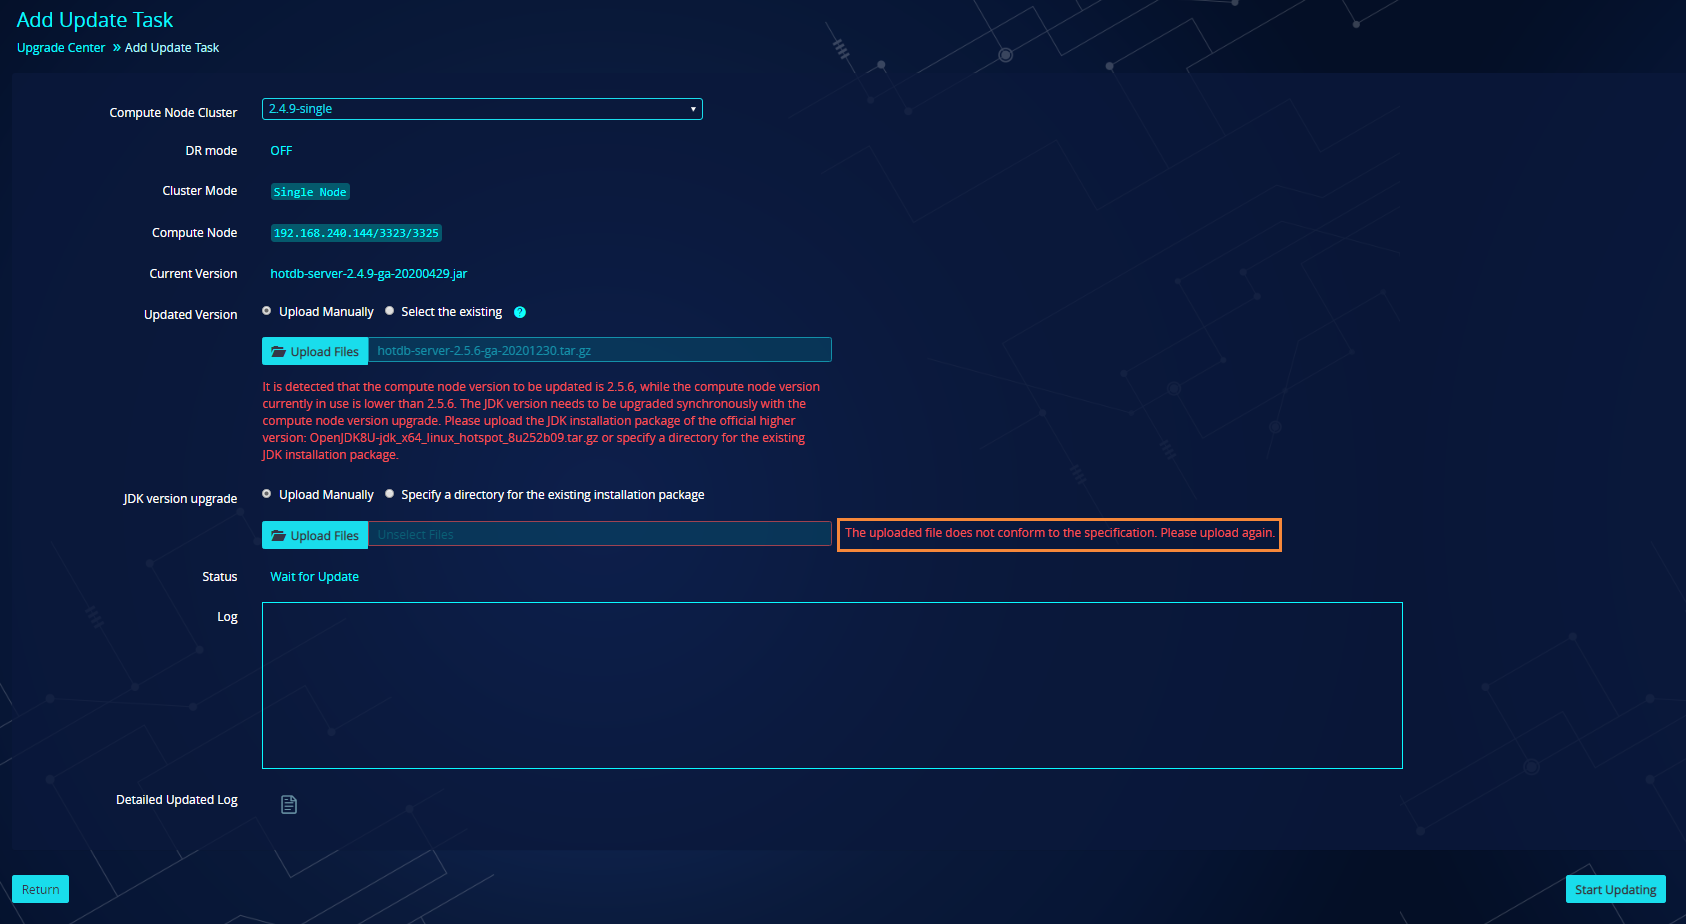 Add Update Task
Upgrade Center » Add Update Task
Compute Node Cluster
2.4.9-single
DR mode
OFF
Cluster Mode
Single Node
Compute Node
192.168.240.144/3323/3325
Current Version
hotdb-server-2.4.9-ga-20200429.jar
Updated Version
Upload Manually
Select the existing
?
Upload Files
hotdb-server-2.5.6-ga-20201230.tar.gz
It is detected that the compute node version to be updated is 2.5.6, while the compute node version
currently in use is lower than 2.5.6. The JDK version needs to be upgraded synchronously with the
compute node version upgrade. Please upload the JDK installation package of the official higher
version: OpenJDK8U-jdk_x64_linux_hotspot_8u252b09.tar.gz or specify a directory for the existing
JDK installation package.
JDK version upgrade
Upload Manually
Specify a directory for the existing installation package
Upload Files
Unselect Files
The uploaded file does not conform to the specification. Please upload again.
Status
Wait for Update
Log
Detailed Updated Log
Return
Start Updating